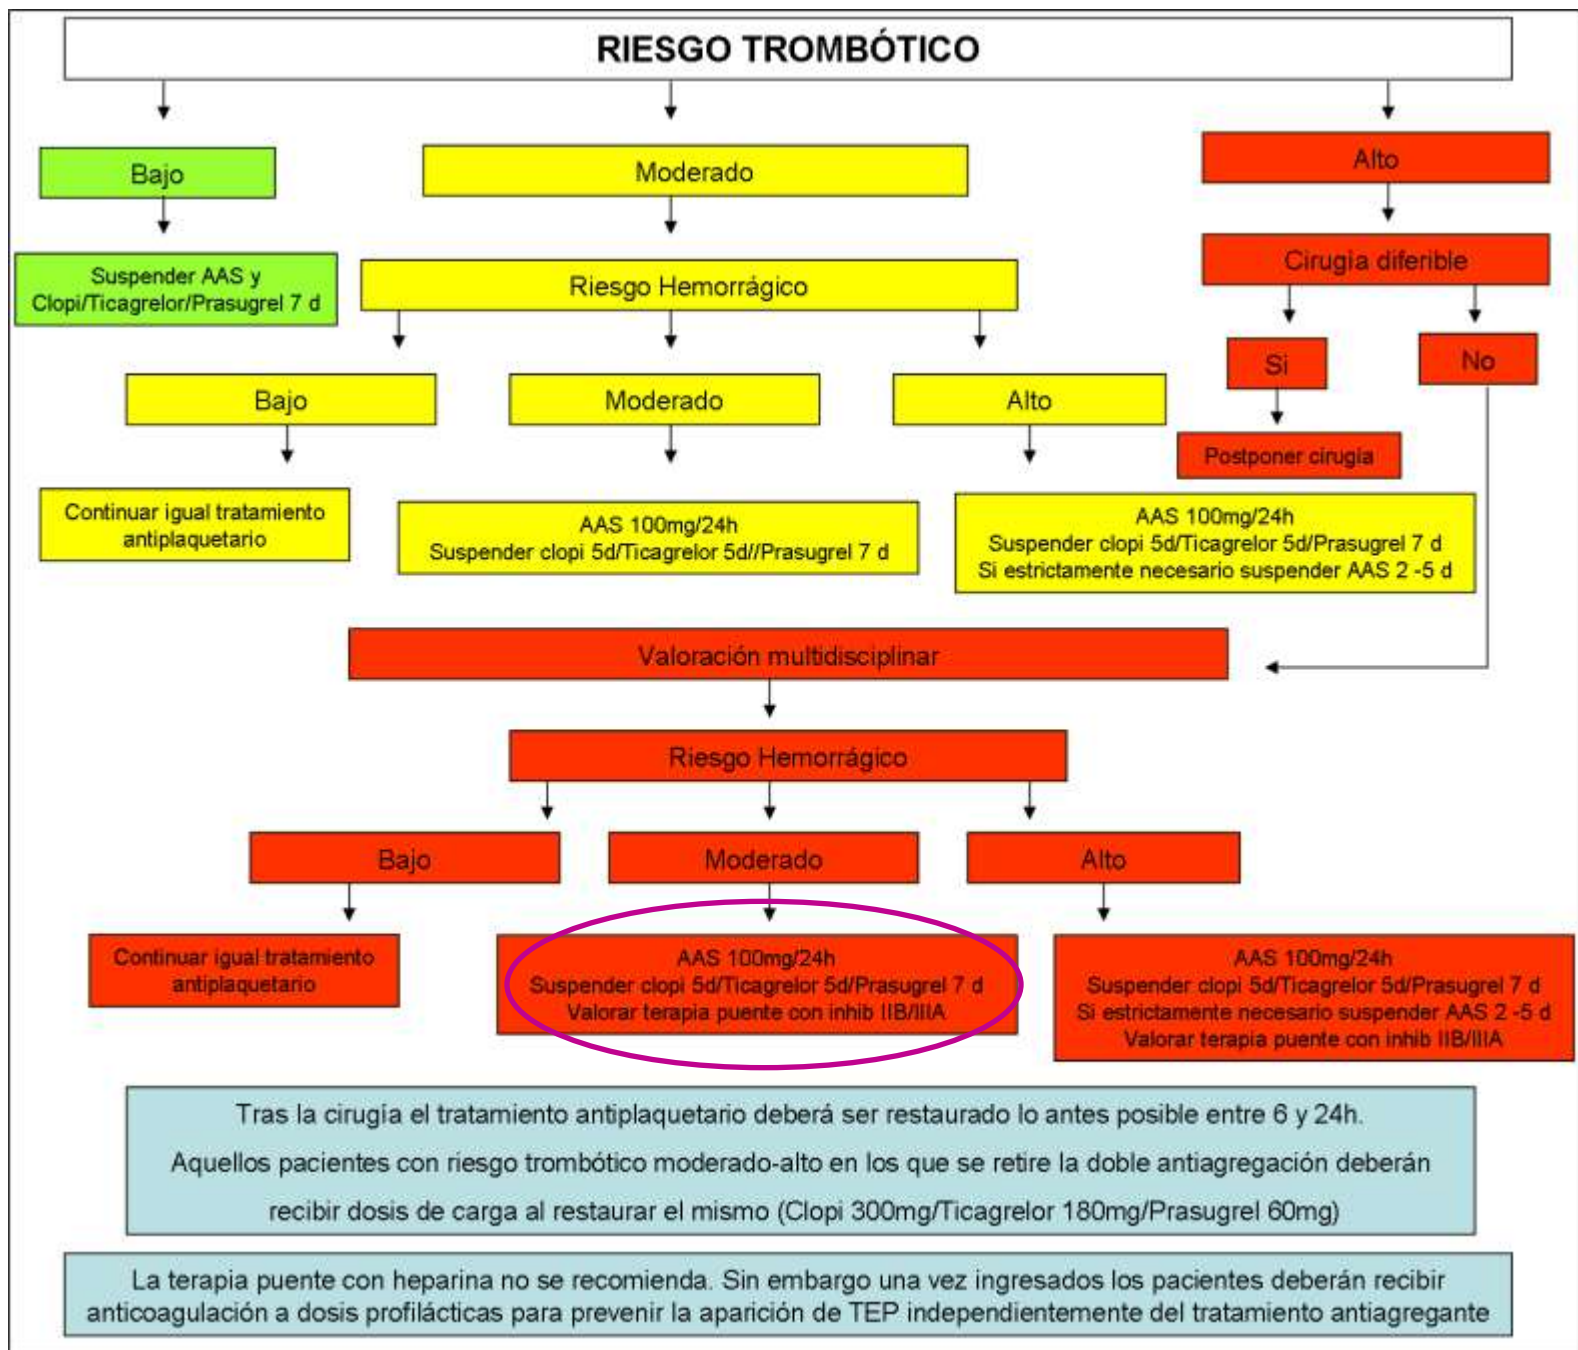 RIESGO TROMBÓTICO
Bajo
Moderado
Alto
Suspender AAS y
Clopi/Ticagrelor/Prasugrel 7 d
Riesgo Hemorrágico
Cirugía diferible
Si
No
Bajo
Moderado
Alto
Postponer cirugía
Continuar igual tratamiento
antiplaquetario
AAS 100mg/24h
Suspender clopi 5d/Ticagrelor 5d//Prasugrel 7 d
AAS 100mg/24h
Suspender clopi 5d/Ticagrelor 5d/Prasugrel 7 d
Si estrictamente necesario suspender AAS 2 -5 d
Valoración multidisciplinar
Riesgo Hemorrágico
Bajo
Moderado
Alto
Continuar igual tratamiento
antiplaquetario
AAS 100mg/24h
Suspender clopi 5d/Ticagrelor 5d/Prasugrel 7 d
Valorar terapia puente con inhib IIB/IIIA
AAS 100mg/24h
Suspender clopi 5d/Ticagrelor 5d/Prasugrel 7 d
Si estrictamente necesario suspender AAS 2 -5 d
Valorar terapia puente con inhib IIB/IIIA
Tras la cirugía el tratamiento antiplaquetario deberá ser restaurado lo antes posible entre 6 y 24h.
Aquellos pacientes con riesgo trombótico moderado-alto en los que se retire la doble antiagregación deberán
recibir dosis de carga al restaurar el mismo (Clopi 300mg/Ticagrelor 180mg/Prasugrel 60mg)
La terapia puente con heparina no se recomienda. Sin embargo una vez ingresados los pacientes deberán recibir
anticoagulación a dosis profilácticas para prevenir la aparición de TEP independientemente del tratamiento antiagregante